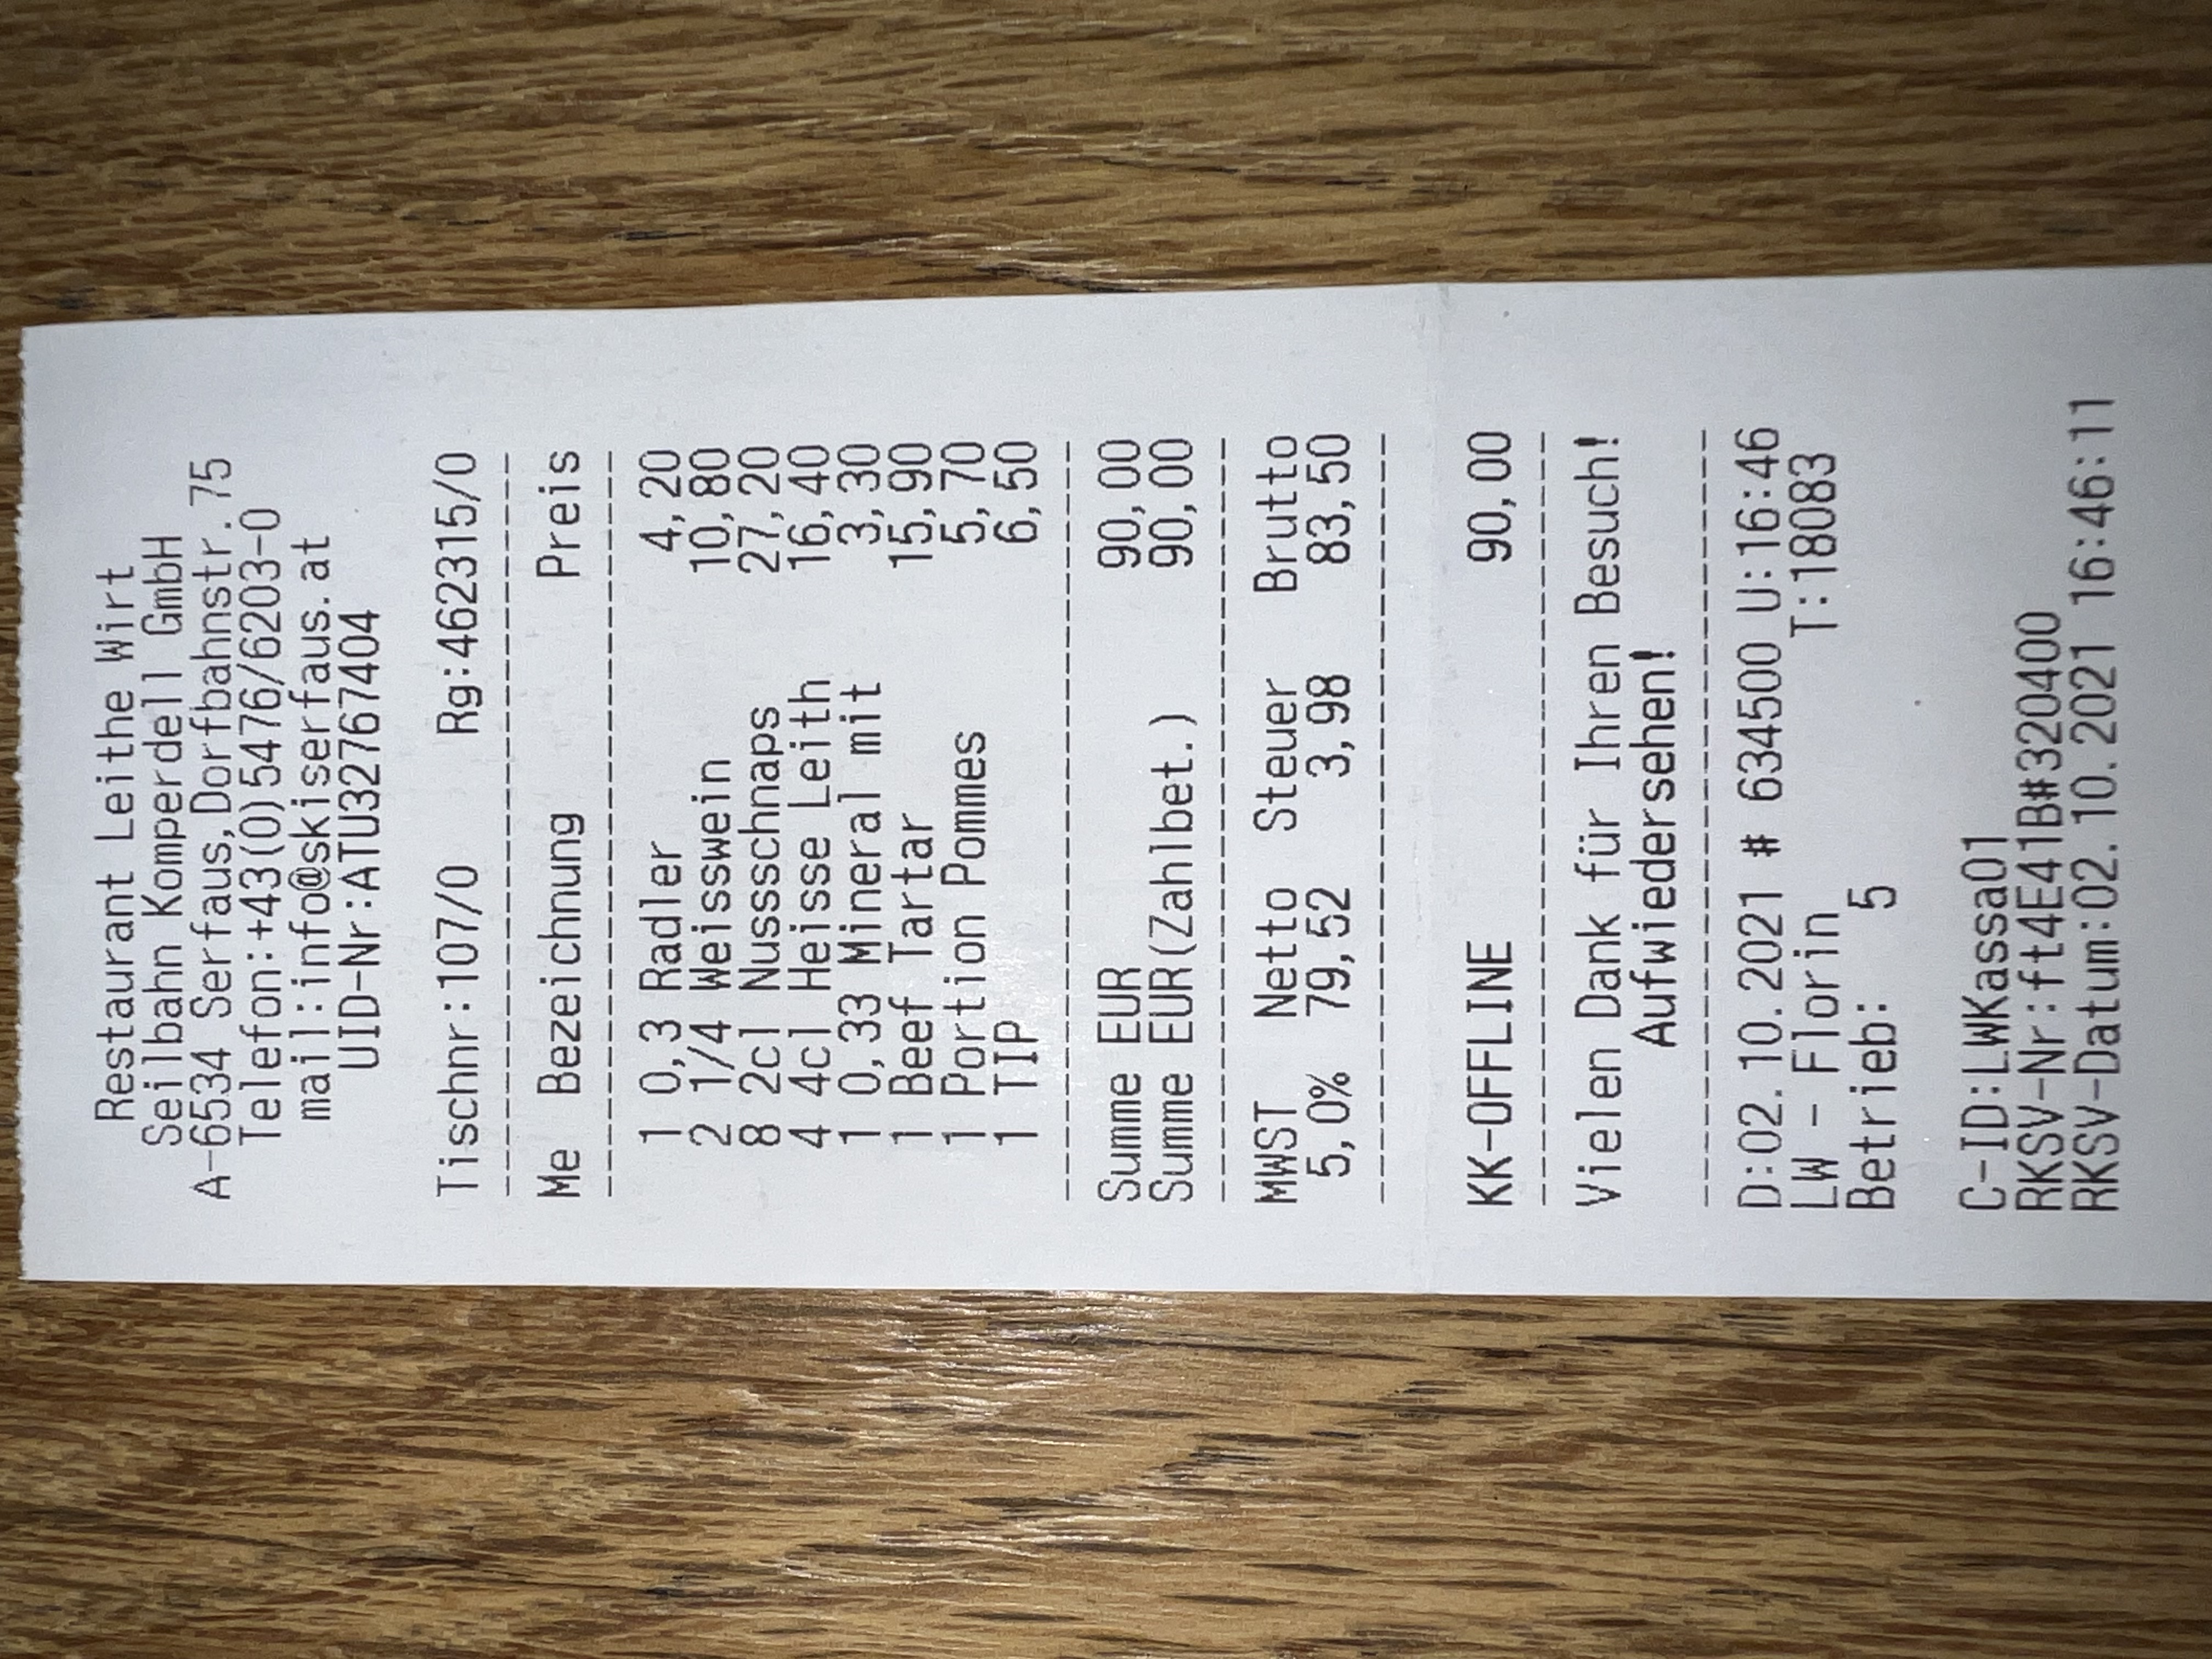 Restaurant Leithe Wirt
Seilbahn Komperdell GmbH
A-6534 Serfaus,Dorfbahnstr.75
Telefon:+43(0)5476/6203-0
mail:info@skiserfaus.at
UID-Nr:ATU32767404
Tischnr:107/0 Rg:462315/0
Me Bezeichnung Preis
1 0,3 Radler 4,20
2 1/4 Weisswein 10,80
8 2cl Nussschnaps 27,20
4 4cl Heisse Leith 16,40
1 0,33 Mineral mit 3,30
1 Beef Tartar 15,90
1 Portion Pommes 5,70
1 TIP 6,50
Summe EUR 90,00
Summe EUR(Zahlbet.) 90,00
MWST Netto Steuer Brutto
5,0% 79,52 3,98 83,50
KK-OFFLINE 90,00
Vielen Dank für Ihren Besuch!
Aufwiedersehen!
D:02.10.2021 # 634500 U:16:46
LW - Florin T:18083
Betrieb: 5
C-ID:LWKassa01
RKSV-Nr:ft4E41B#320400
RKSV-Datum:02.10.2021 16:46:11